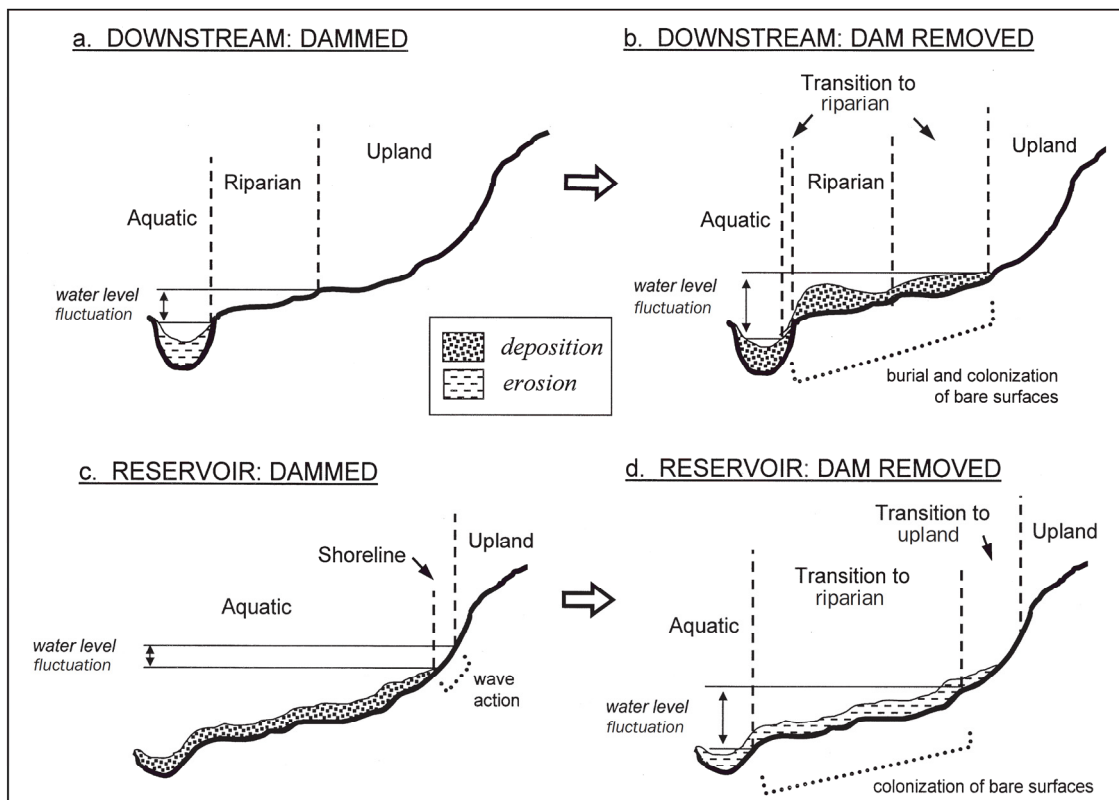 a. DOWNSTREAM: DAMMED
Upland
Riparian
Aquatic
water level
fluctuation
b. DOWNSTREAM: DAM REMOVED
Transition to
riparian
Upland
Riparian
Aquatic
water level
fluctuation
burial and colonization
of bare surfaces
deposition
erosion
c. RESERVOIR: DAMMED
Upland
Shoreline
Aquatic
water level
fluctuation
wave
action
d. RESERVOIR: DAM REMOVED
Transition to
upland
Upland
Transition to
riparian
Aquatic
water level
fluctuation
colonization of bare surfaces